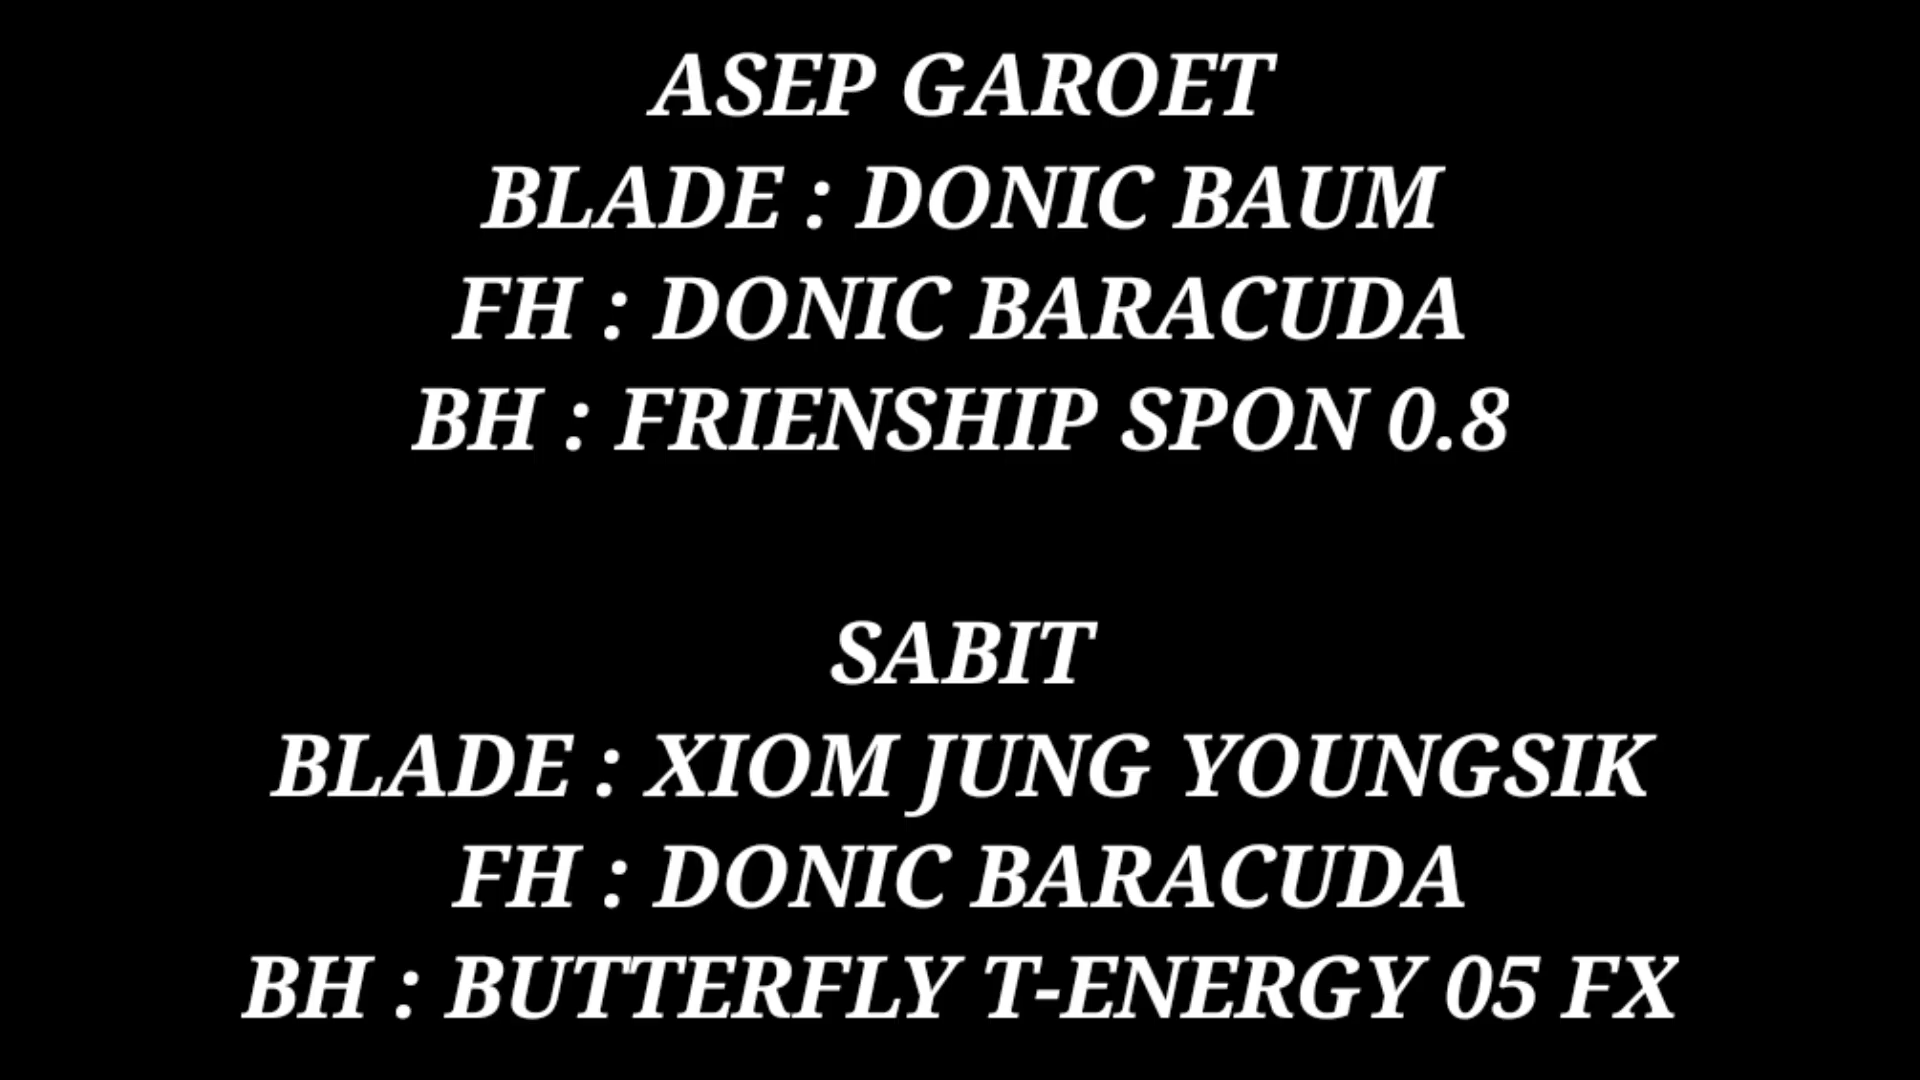 ASEP GAROET
BLADE : DONIC BAUM
FH : DONIC BARACUDA
BH : FRIENSHIP SPON 0.8
SABIT
BLADE : XIOM JUNG YOUNGSIK
FH : DONIC BARACUDA
BH : BUTTERFLY T-ENERGY 05 FX